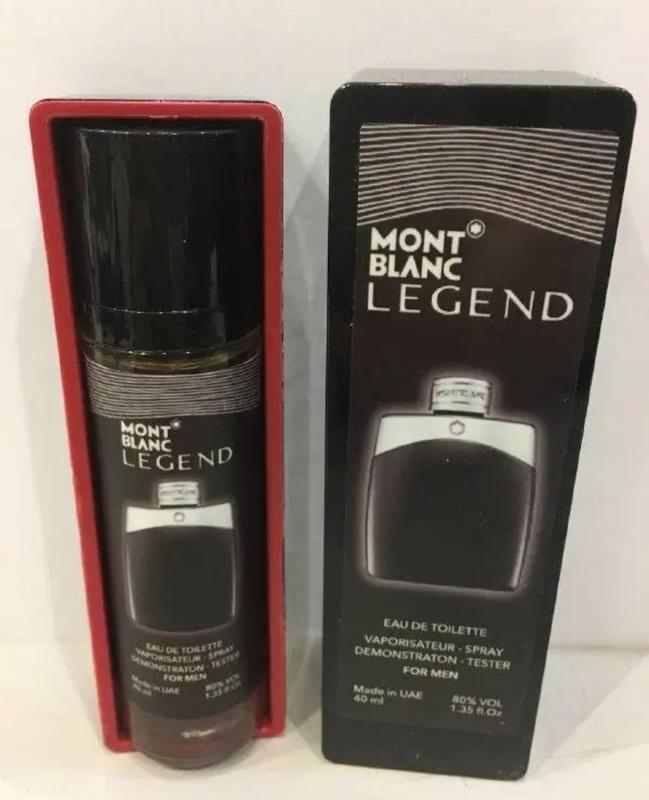 MONT
BLANC
LEGEND
MONTBLANC
EAU DE TOILETTE
VAPORISATEUR - SPRAY
DEMONSTRATON - TESTER
FOR MEN
Made in UAE 80% VOL
40 ml 1.35 fl.Oz
MONT
BLANC
LEGEND
MONTBLANC
EAU DE TOILETTE
VAPORISATEUR - SPRAY
DEMONSTRATON - TESTER
FOR MEN
Made in UAE 80% VOL
40 ml 1.35 fl.Oz